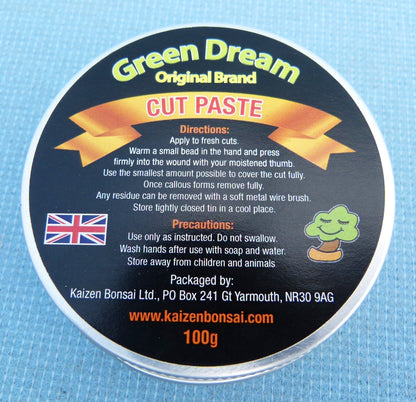 Green Dream
Original Brand
CUT PASTE
Directions:
Apply to fresh cuts.
Warm a small bead in the hand and press
firmly into the wound with your moistened thumb.
Use the smallest amount possible to cover the cut fully.
Once callous forms remove fully.
Any residue can be removed with a soft metal wire brush.
Store tightly closed tin in a cool place.
Precautions:
Use only as instructed. Do not swallow.
Wash hands after use with soap and water.
Store away from children and animals
Packaged by:
Kaizen Bonsai Ltd., PO Box 241 Gt Yarmouth, NR30 9AG
www.kaizenbonsai.com
100g